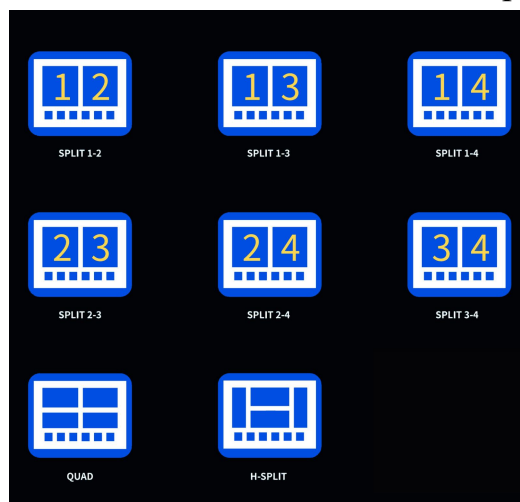 1 2 1 3 1 4
SPLIT 1-2 SPLIT 1-3 SPLIT 1-4
2 3 2 4 3 4
SPLIT 2-3 SPLIT 2-4 SPLIT 3-4
QUAD H-SPLIT